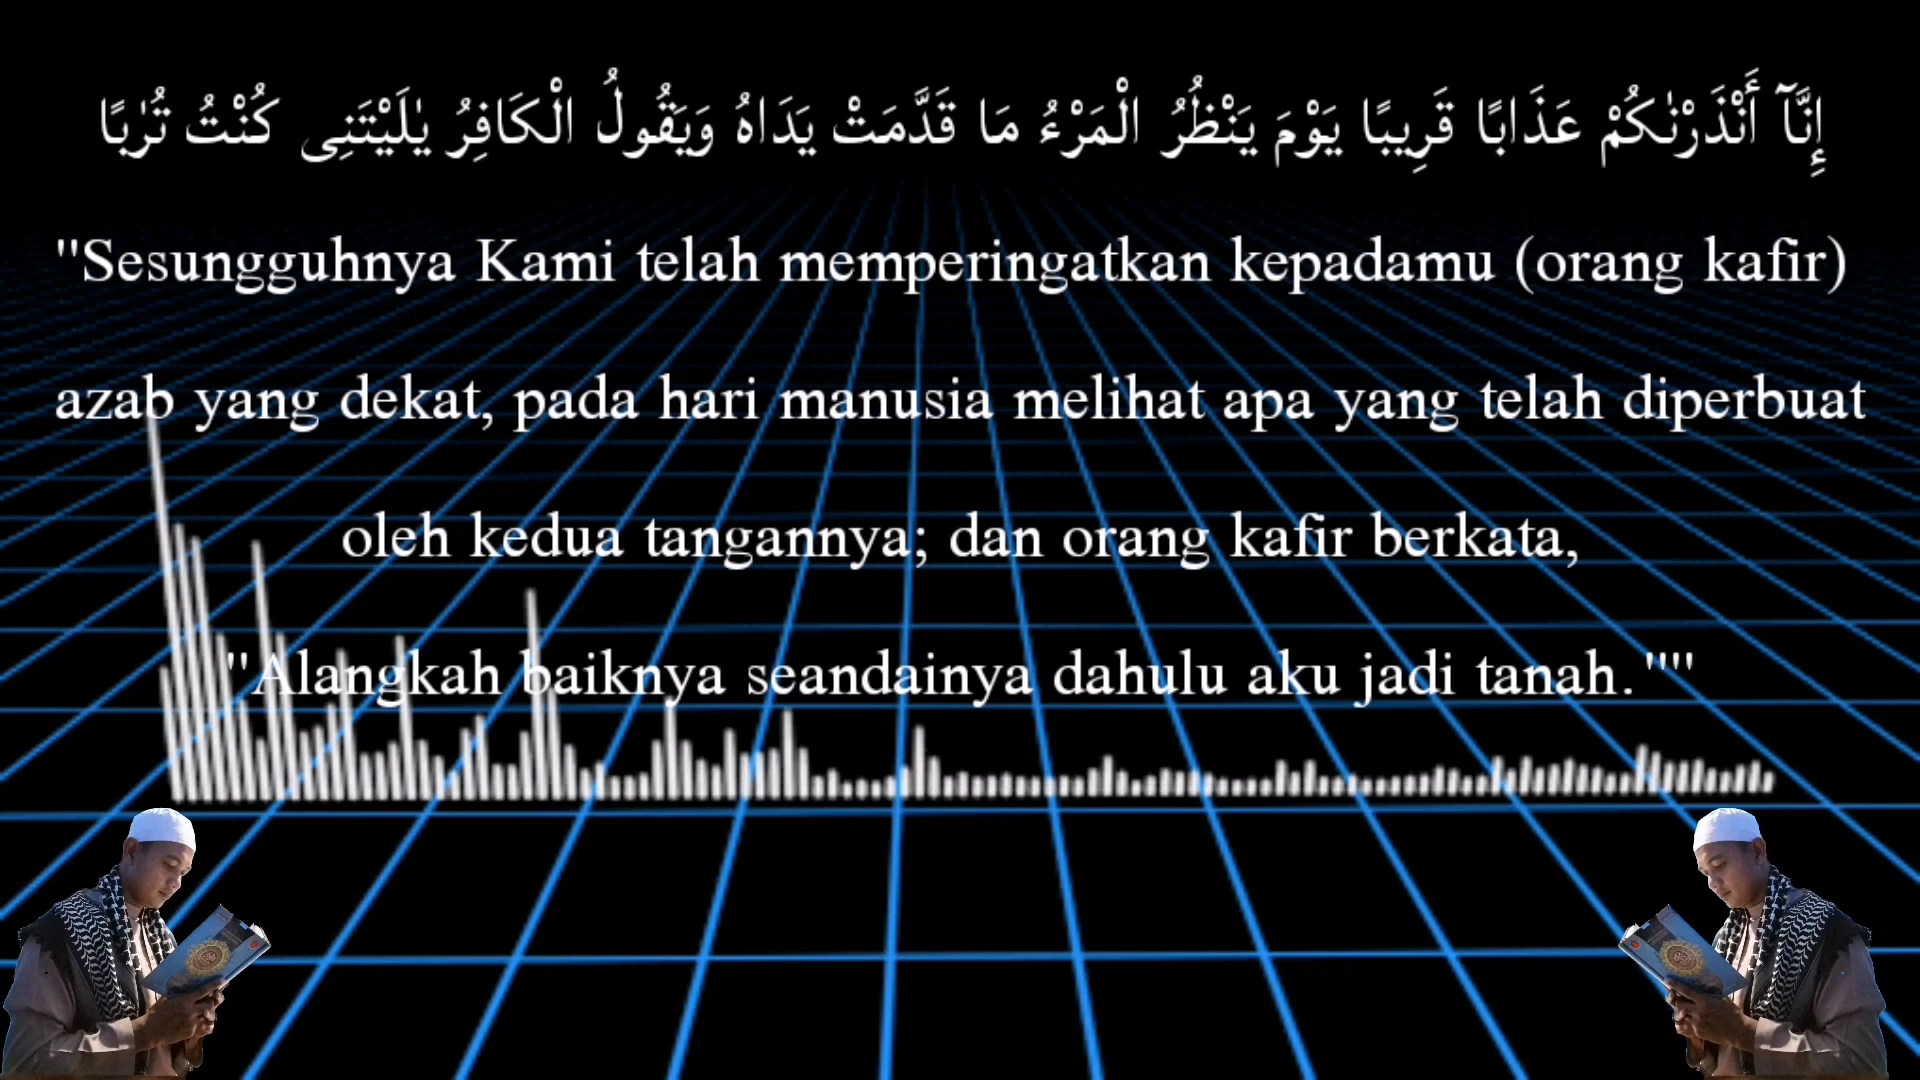 إِنَّآ أَنْذَرْنٰكُمْ عَذَابًا قَرِيبًا يَوْمَ يَنْظُرُ الْمَرْءُ مَا قَدَّمَتْ يَدَاهُ وَيَقُولُ الْكَافِرُ يٰلَيْتَنِى كُنْتُ تُرٰبًا
"Sesungguhnya Kami telah memperingatkan kepadamu (orang kafir)
azab yang dekat, pada hari manusia melihat apa yang telah diperbuat
oleh kedua tangannya; dan orang kafir berkata,
"Alangkah baiknya seandainya dahulu aku jadi tanah.""